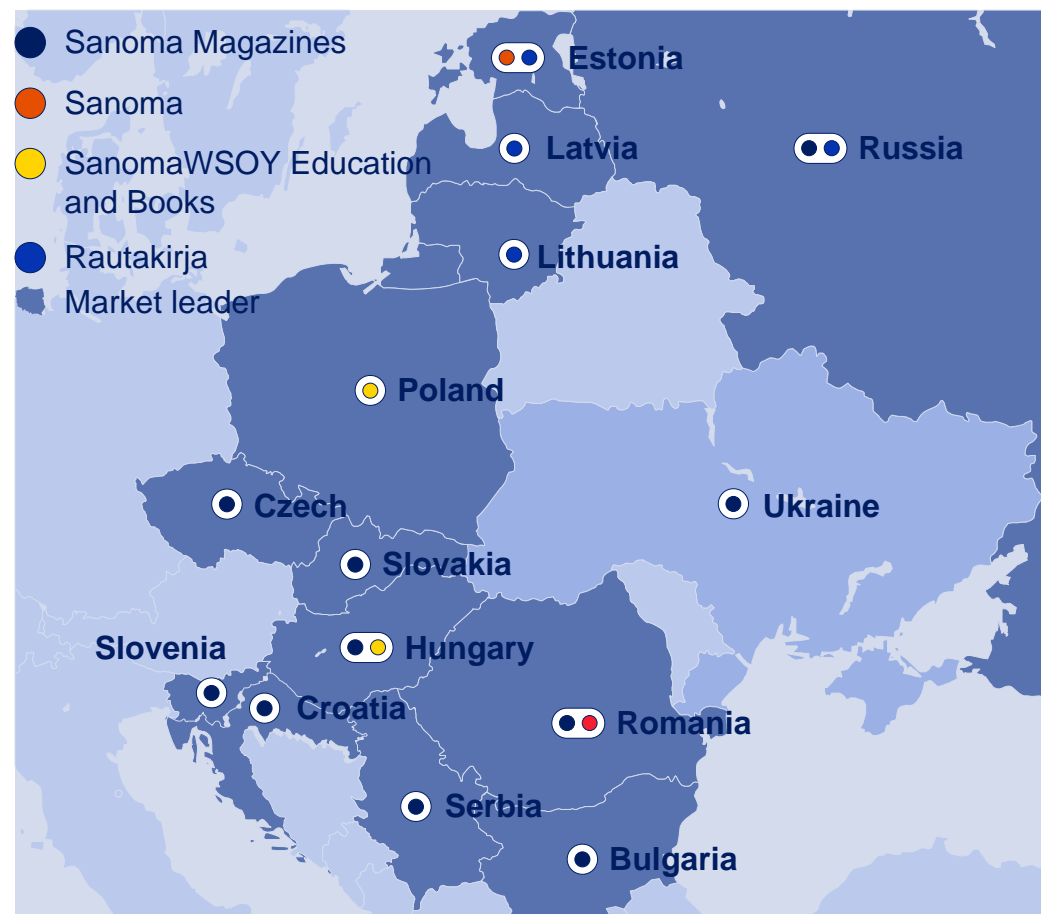 Sanoma Magazines
Sanoma
SanomaWSOY Education
and Books
Rautakirja
Market leader
Estonia
Latvia
Russia
Lithuania
Poland
Czech
Ukraine
Slovakia
Slovenia
Hungary
Croatia
Romania
Serbia
Bulgaria